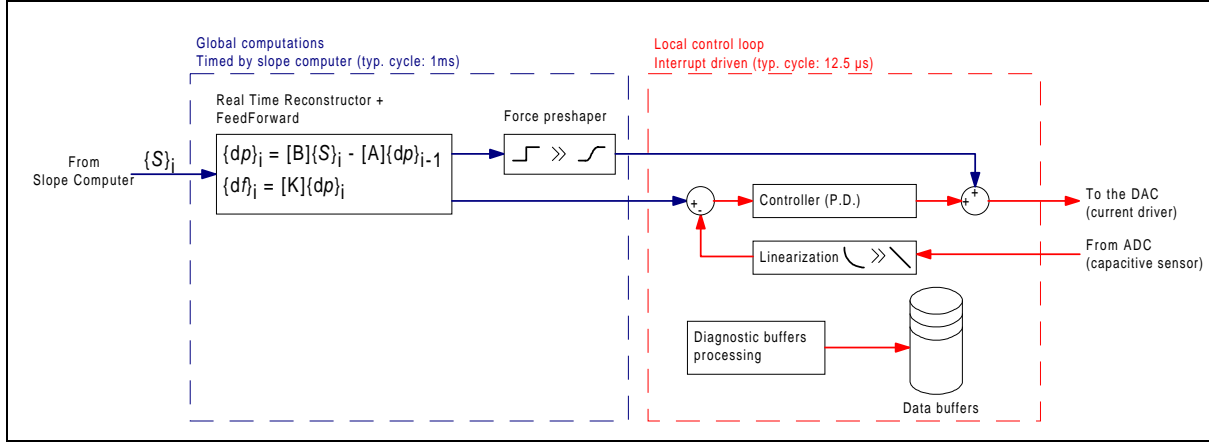 Global computations
Timed by slope computer (typ. cycle: 1ms)
Local control loop
Interrupt driven (typ. cycle: 12.5 µs)
Real Time Reconstructor +
FeedForward
Force preshaper
From
Slope Computer
{S}i
{dp}i = [B]{S}i - [A]{dp}i-1
{df}i = [K]{dp}i
+
-
Controller (P.D.)
+
+
To the DAC
(current driver)
Linearization
From ADC
(capacitive sensor)
Diagnostic buffers
processing
Data buffers